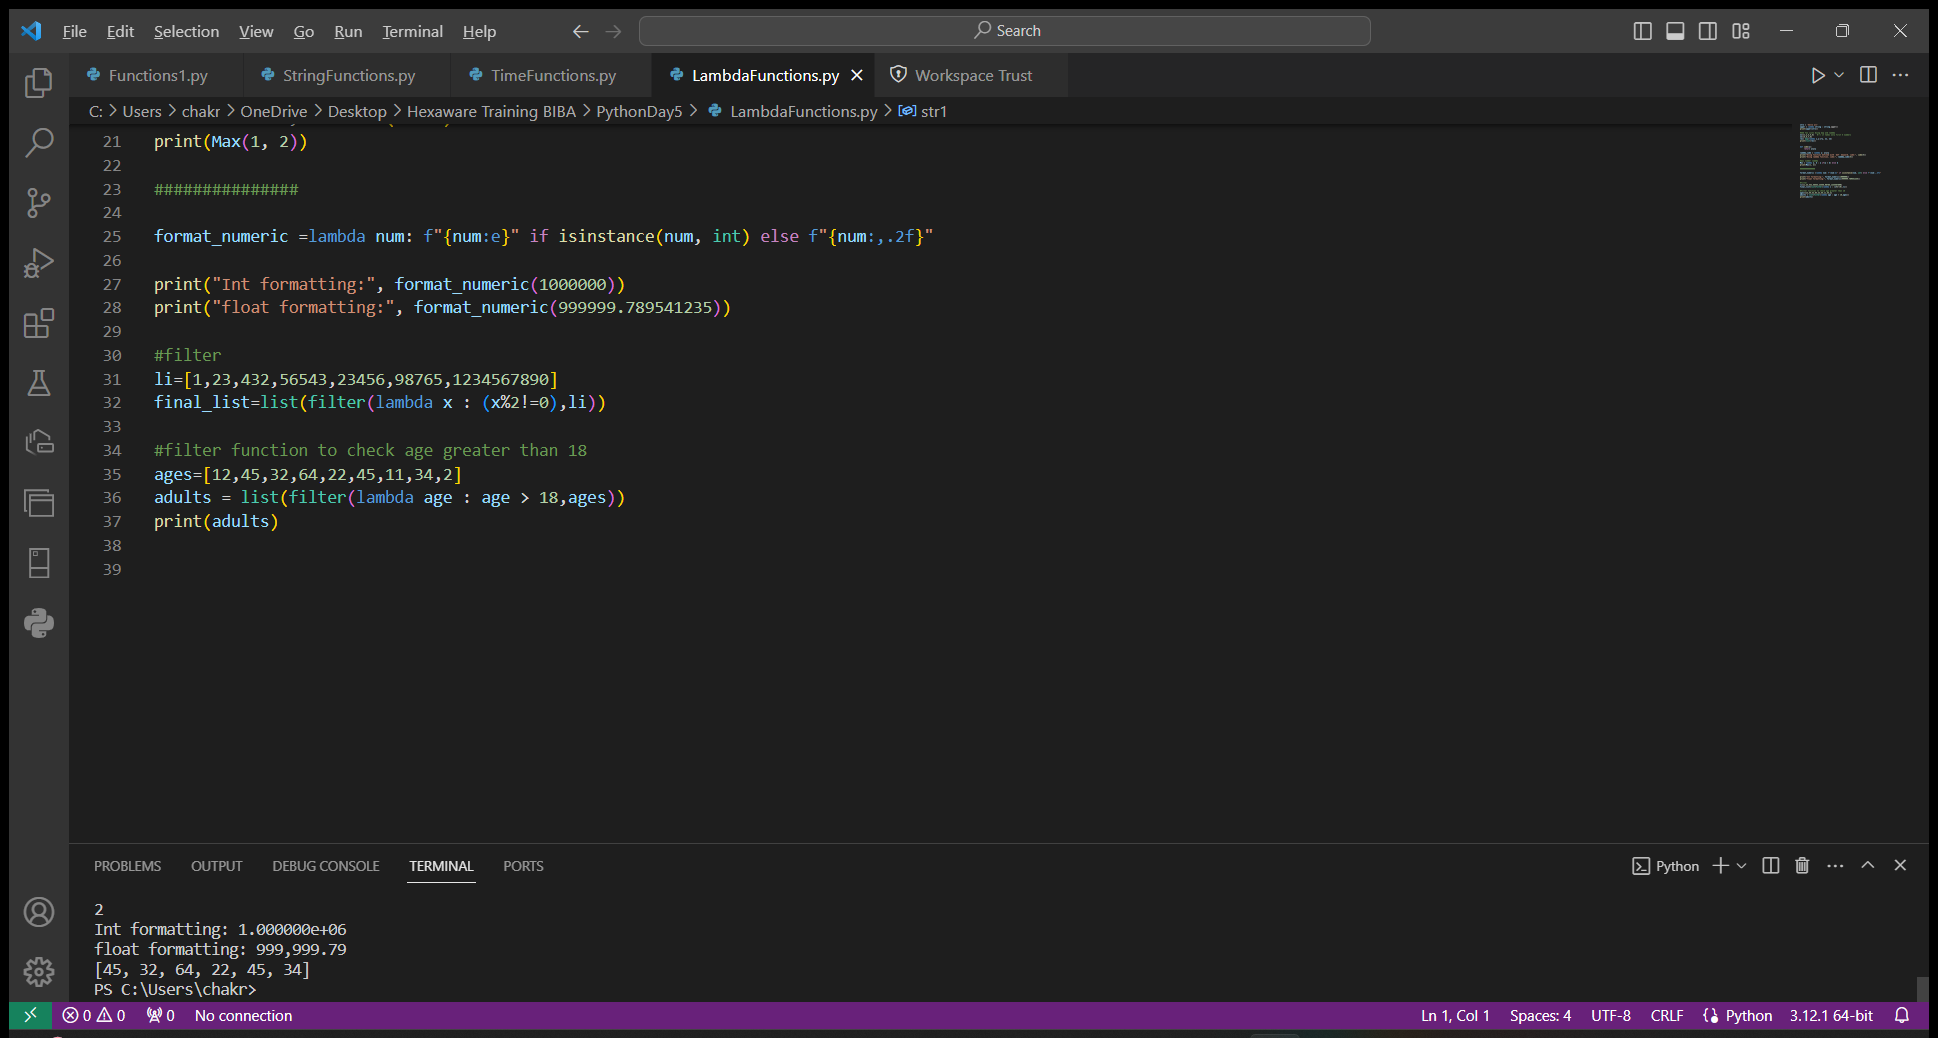 File Edit Selection View Go Run Terminal Help Search
Functions1.py StringFunctions.py TimeFunctions.py LambdaFunctions.py Workspace Trust
C: > Users > chakr > OneDrive > Desktop > Hexaware Training BIBA > PythonDay5 > LambdaFunctions.py > str1
21 print(Max(1, 2))
22
23 ###############
24
25 format_numeric =lambda num: f"{num:e}" if isinstance(num, int) else f"{num:,.2f}"
26
27 print("Int formatting:", format_numeric(1000000))
28 print("float formatting:", format_numeric(999999.789541235))
29
30 #filter
31 li=[1,23,432,56543,23456,98765,1234567890]
32 final_list=list(filter(lambda x : (x%2!=0),li))
33
34 #filter function to check age greater than 18
35 ages=[12,45,32,64,22,45,11,34,2]
36 adults = list(filter(lambda age : age > 18,ages))
37 print(adults)
38
39
PROBLEMS OUTPUT DEBUG CONSOLE TERMINAL PORTS Python
2
Int formatting: 1.000000e+06
float formatting: 999,999.79
[45, 32, 64, 22, 45, 34]
PS C:\Users\chakr>
0 0 0 No connection Ln 1, Col 1 Spaces: 4 UTF-8 CRLF Python 3.12.1 64-bit